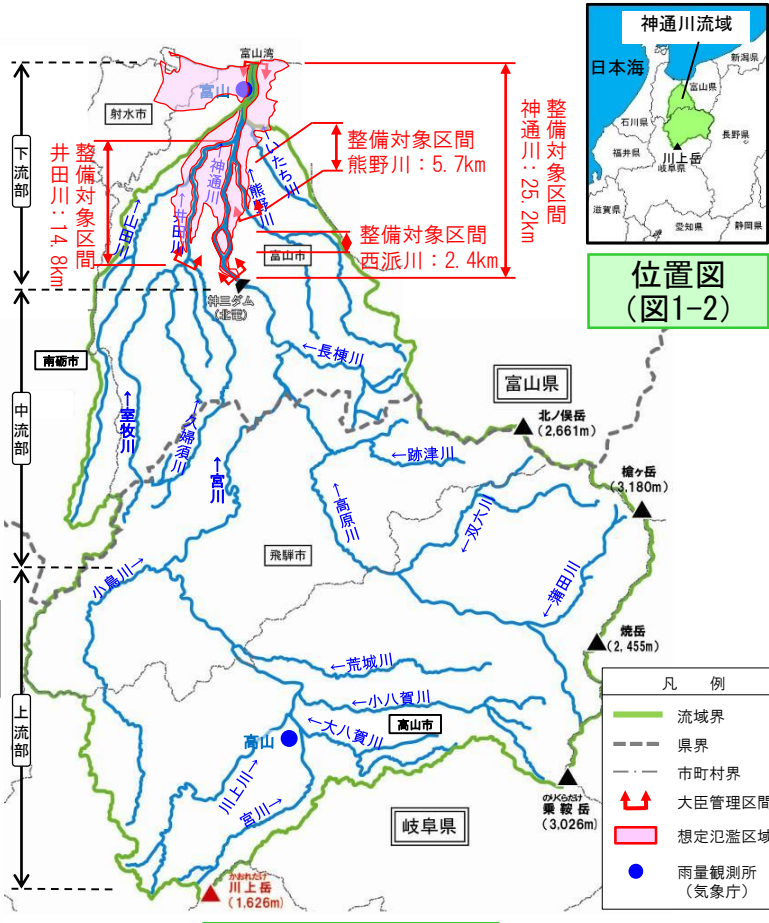 富山湾
富山
射水市
下流部
整備対象区間
井田川:14.8km
整備対象区間
熊野川:5.7km
整備対象区間
西派川:2.4km
整備対象区間
神通川:25.2km
神通川
井田川
←熊野川
←いたち川
富山市
神三ダム
(北電)
南砺市
中流部
←長棟川
←室牧川
←久婦須川
←宮川
富山県
北ノ俣岳
(2,661m)
←跡津川
槍ヶ岳
(3,180m)
←高原川
←双六川
飛騨市
小鳥川→
←蒲田川
焼岳
(2,455m)
←荒城川
←小八賀川
上流部
←大八賀川
高山市
高山
川上川→
宮川→
のりくらだけ
乗鞍岳
(3,026m)
岐阜県
かおれだけ
川上岳
(1,626m)
神通川流域
日本海
新潟県
富山県
石川県
長野県
福井県
川上岳
岐阜県
滋賀県
愛知県
静岡県
位置図
(図1-2)
凡 例
流域界
県界
市町村界
大臣管理区間
想定氾濫区域
雨量観測所
(気象庁)